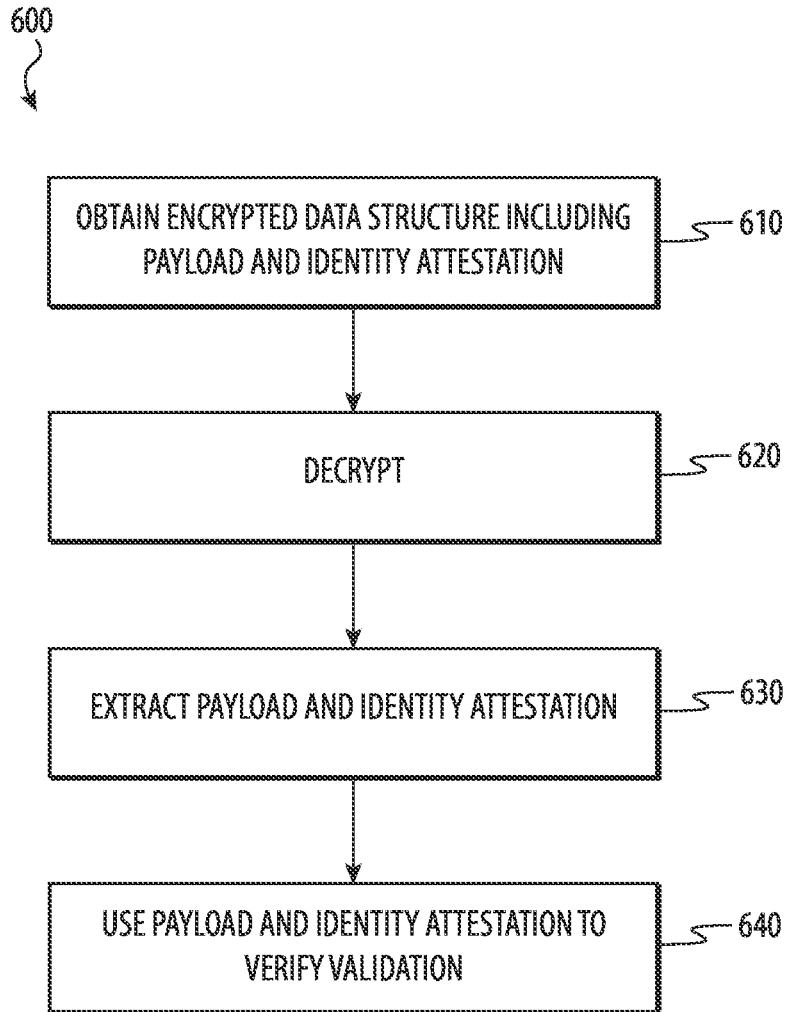 600
OBTAIN ENCRYPTED DATA STRUCTURE INCLUDING
PAYLOAD AND IDENTITY ATTESTATION
610
DECRYPT
620
EXTRACT PAYLOAD AND IDENTITY ATTESTATION
630
USE PAYLOAD AND IDENTITY ATTESTATION TO
VERIFY VALIDATION
640